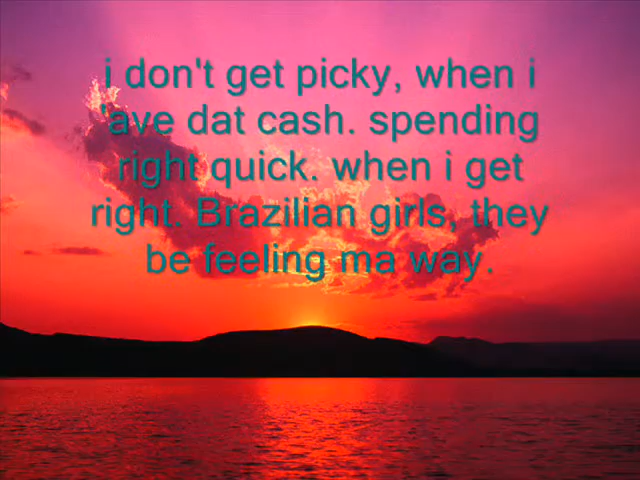 i don't get picky, when i
'ave dat cash. spending
right quick. when i get
right. Brazilian girls, they
be feeling ma way.